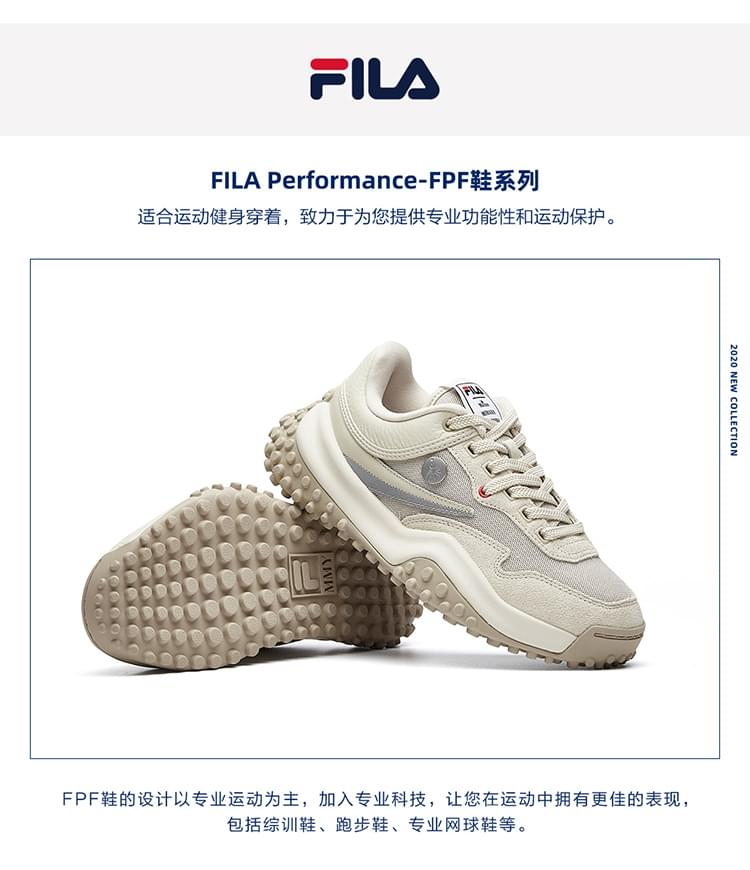 FILA
FILA Performance-FPF鞋系列
适合运动健身穿着，致力于为您提供专业功能性和运动保护。
2020 NEW COLLECTION
FILA
F
MMY
FPF鞋的设计以专业运动为主，加入专业科技，让您在运动中拥有更佳的表现，
包括综训鞋、跑步鞋、专业网球鞋等。